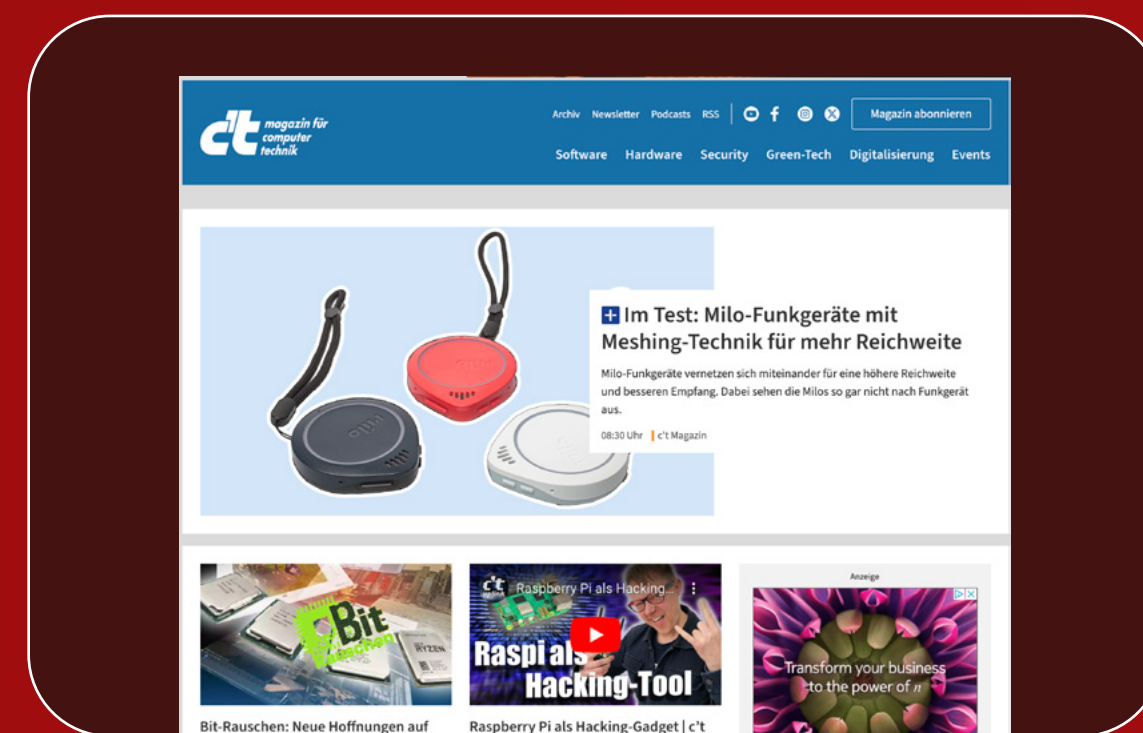 c't magazin für
computer
technik
Archiv Newsletter Podcasts RSS
Magazin abonnieren
Software Hardware Security Green-Tech Digitalisierung Events
milo
Im Test: Milo-Funkgeräte mit
Meshing-Technik für mehr Reichweite
Milo-Funkgeräte vernetzen sich miteinander für eine höhere Reichweite
und besseren Empfang. Dabei sehen die Milos so gar nicht nach Funkgerät
aus.
08:30 Uhr c't Magazin
Bit
Rauschen
RYZEN
Bit-Rauschen: Neue Hoffnungen auf
c't
Raspberry Pi als Hacking...
Raspi als
Hacking-Tool
Raspberry Pi als Hacking-Gadget | c't
Anzeige
Transform your business
to the power of n